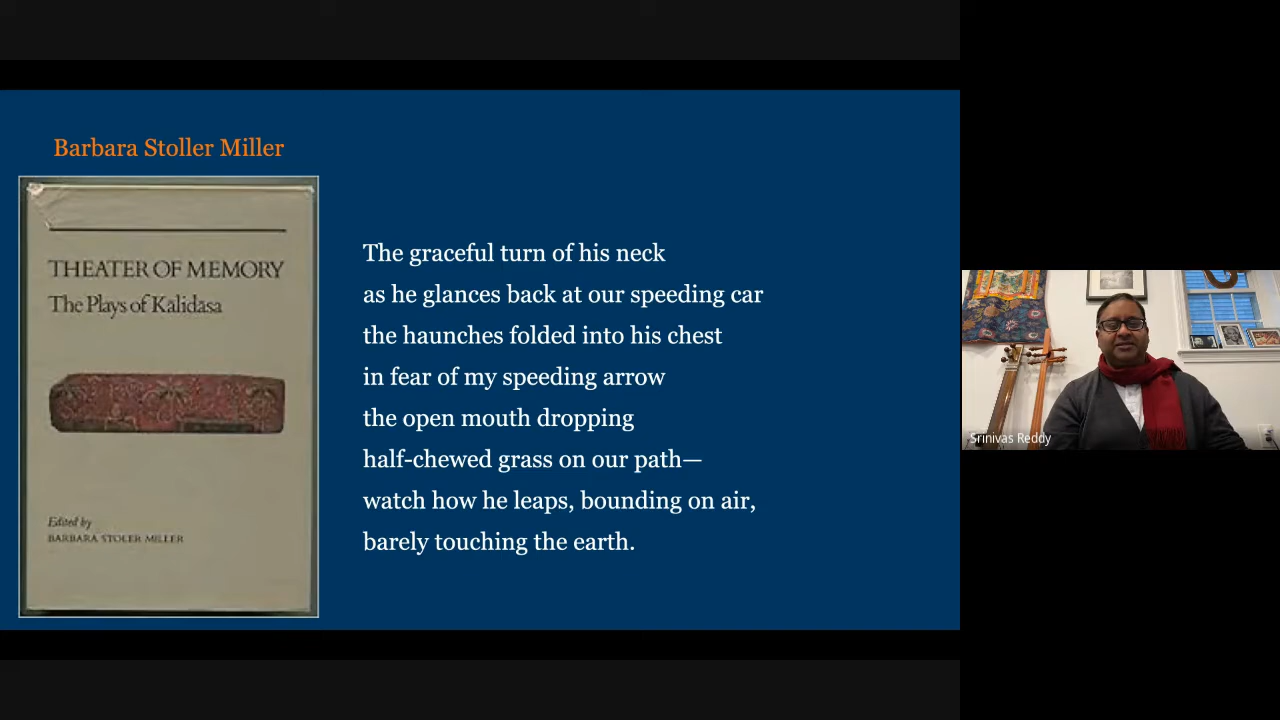 Barbara Stoller Miller
THEATER OF MEMORY
The Plays of Kālidāsa
Edited by
BARBARA STOLER MILLER
The graceful turn of his neck
as he glances back at our speeding car
the haunches folded into his chest
in fear of my speeding arrow
the open mouth dropping
half-chewed grass on our path—
watch how he leaps, bounding on air,
barely touching the earth.
Srinivas Reddy